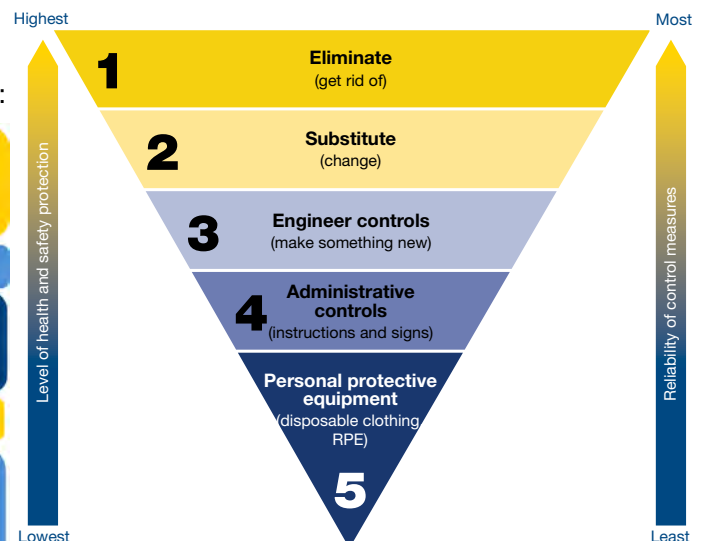 Highest
Most
:
1
Eliminate
(get rid of)
2
Substitute
(change)
3
Engineer controls
(make something new)
4
Administrative
controls
(instructions and signs)
Personal protective
equipment
(disposable clothing
RPE)
5
Level of health and safety protection
Reliability of control measures
Lowest
Least